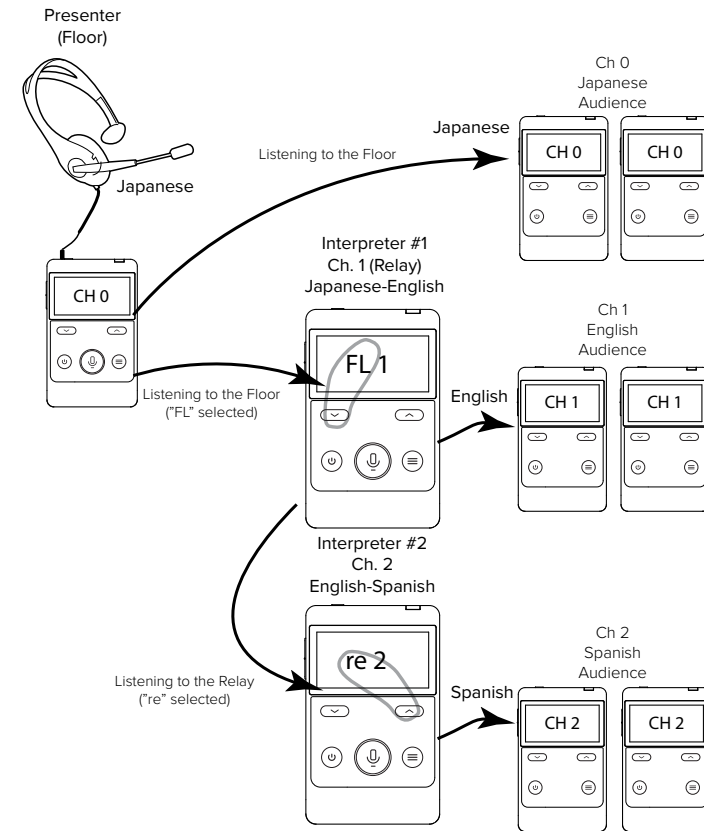 Presenter
(Floor)
Japanese
CH 0
Listening to the Floor
Japanese
Ch 0
Japanese
Audience
CH 0
CH 0
Listening to the Floor
("FL" selected)
Interpreter #1
Ch. 1 (Relay)
Japanese-English
FL 1
English
Ch 1
English
Audience
CH 1
CH 1
Listening to the Relay
("re" selected)
Interpreter #2
Ch. 2
English-Spanish
re 2
Spanish
Ch 2
Spanish
Audience
CH 2
CH 2